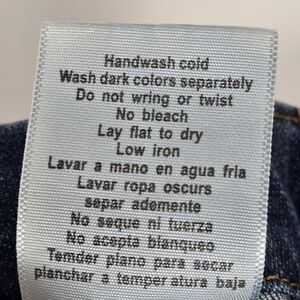 Handwash cold
Wash dark colors separately
Do not wring or twist
No bleach
Lay flat to dry
Low iron
Lavar a mano en agua fria
Lavar ropa oscurs
separ ademente
No seque ni tuerza
No acepta blanqueo
Temder plano para secar
planchar a temper atura baja